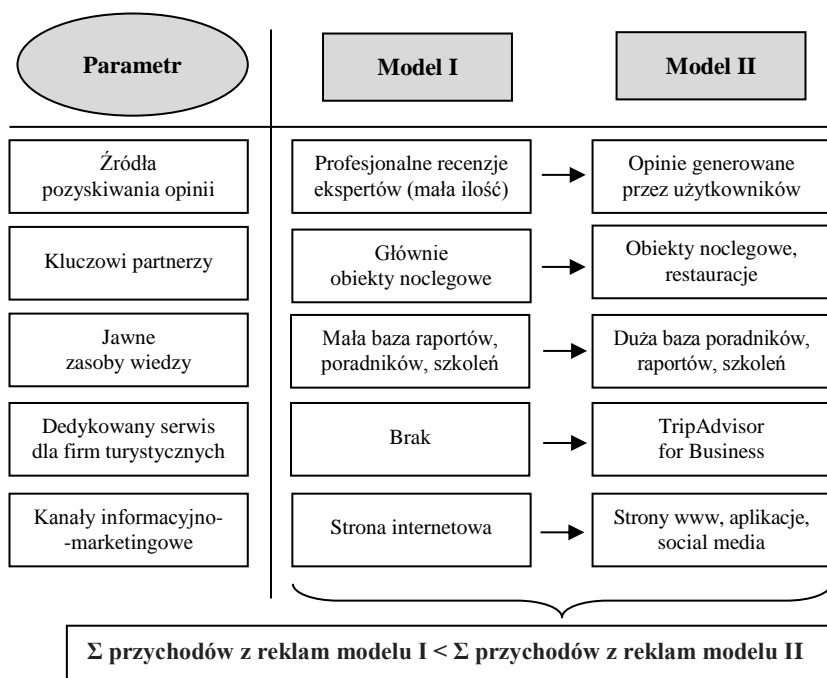 Parametr
Model I
Model II
Źródła
pozyskiwania opinii
Profesjonalne recenzje
ekspertów (mała ilość)
Opinie generowane
przez użytkowników
Kluczowi partnerzy
Głównie
obiekty noclegowe
Obiekty noclegowe,
restauracje
Jawne
zasoby wiedzy
Mała baza raportów,
poradników, szkoleń
Duża baza poradników,
raportów, szkoleń
Dedykowany serwis
dla firm turystycznych
Brak
TripAdvisor
for Business
Kanały informacyjno-
-marketingowe
Strona internetowa
Strony www, aplikacje,
social media
Σ przychodów z reklam modelu I < Σ przychodów z reklam modelu II